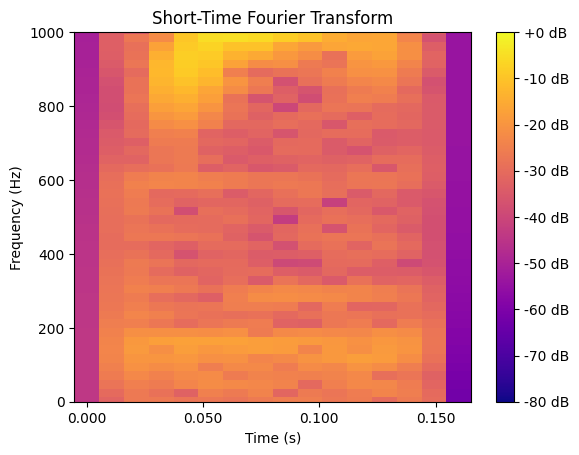 Short-Time Fourier Transform
Frequency (Hz)
1000
800
600
400
200
0
0.000
0.050
0.100
0.150
Time (s)
+0 dB
-10 dB
-20 dB
-30 dB
-40 dB
-50 dB
-60 dB
-70 dB
-80 dB